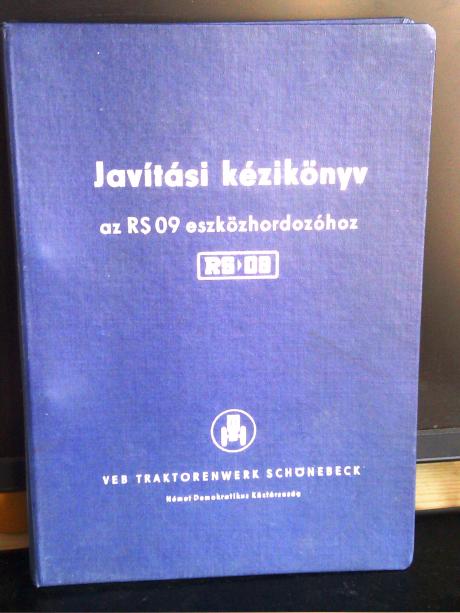 Javítási kézikönyv
az RS 09 eszközhordozóhoz
RS 09
VEB TRAKTORENWERK SCHÖNEBECK
Német Demokratikus Köztársaság